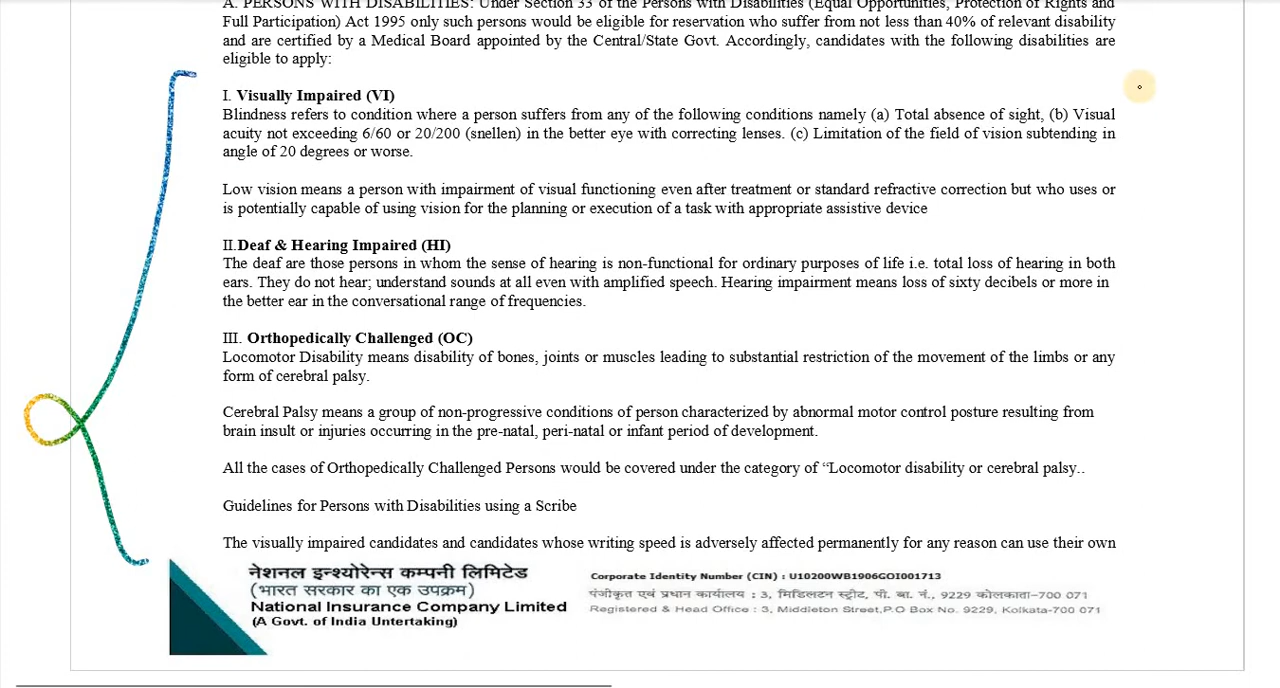 A. PERSONS WITH DISABILITIES: Under Section 33 of the Persons with Disabilities (Equal Opportunities, Protection of Rights and
Full Participation) Act 1995 only such persons would be eligible for reservation who suffer from not less than 40% of relevant disability
and are certified by a Medical Board appointed by the Central/State Govt. Accordingly, candidates with the following disabilities are
eligible to apply:
I. Visually Impaired (VI)
Blindness refers to condition where a person suffers from any of the following conditions namely (a) Total absence of sight, (b) Visual
acuity not exceeding 6/60 or 20/200 (snellen) in the better eye with correcting lenses. (c) Limitation of the field of vision subtending in
angle of 20 degrees or worse.
Low vision means a person with impairment of visual functioning even after treatment or standard refractive correction but who uses or
is potentially capable of using vision for the planning or execution of a task with appropriate assistive device
II.Deaf & Hearing Impaired (HI)
The deaf are those persons in whom the sense of hearing is non-functional for ordinary purposes of life i.e. total loss of hearing in both
ears. They do not hear; understand sounds at all even with amplified speech. Hearing impairment means loss of sixty decibels or more in
the better ear in the conversational range of frequencies.
III. Orthopedically Challenged (OC)
Locomotor Disability means disability of bones, joints or muscles leading to substantial restriction of the movement of the limbs or any
form of cerebral palsy.
Cerebral Palsy means a group of non-progressive conditions of person characterized by abnormal motor control posture resulting from
brain insult or injuries occurring in the pre-natal, peri-natal or infant period of development.
All the cases of Orthopedically Challenged Persons would be covered under the category of “Locomotor disability or cerebral palsy..
Guidelines for Persons with Disabilities using a Scribe
The visually impaired candidates and candidates whose writing speed is adversely affected permanently for any reason can use their own
नेशनल इन्श्योरेन्स कम्पनी लिमिटेड
(भारत सरकार का एक उपक्रम)
National Insurance Company Limited
(A Govt. of India Undertaking)
Corporate Identity Number (CIN) : U10200WB1906GOI001713
पंजीकृत एवं प्रधान कार्यालय : 3, मिडिलटन स्ट्रीट, पी. बा. नं., 9229 कोलकाता-700 071
Registered & Head Office : 3, Middleton Street,P.O Box No. 9229, Kolkata-700 071